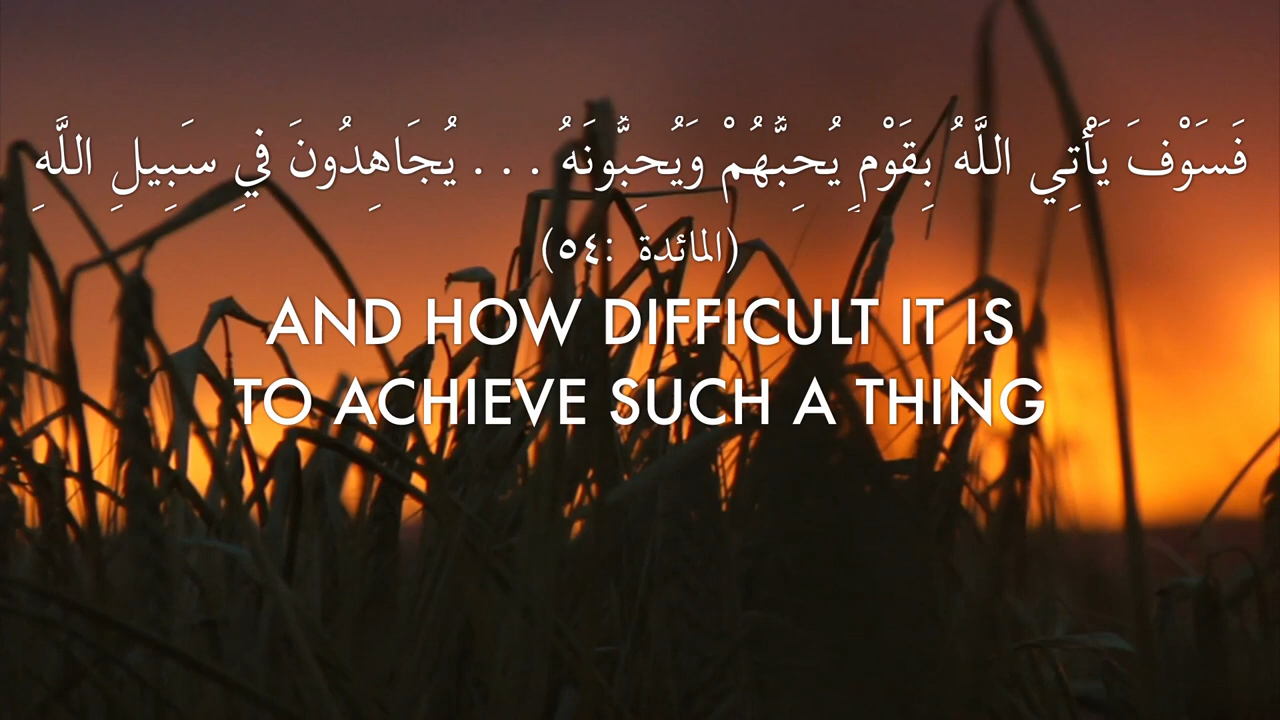 فَسَوْفَ يَأْتِي اللَّهُ بِقَوْمٍ يُحِبُّهُمْ وَيُحِبُّونَهُ . . . يُجَاهِدُونَ فِي سَبِيلِ اللَّهِ
(المائدة :٥٤)
AND HOW DIFFICULT IT IS
TO ACHIEVE SUCH A THING